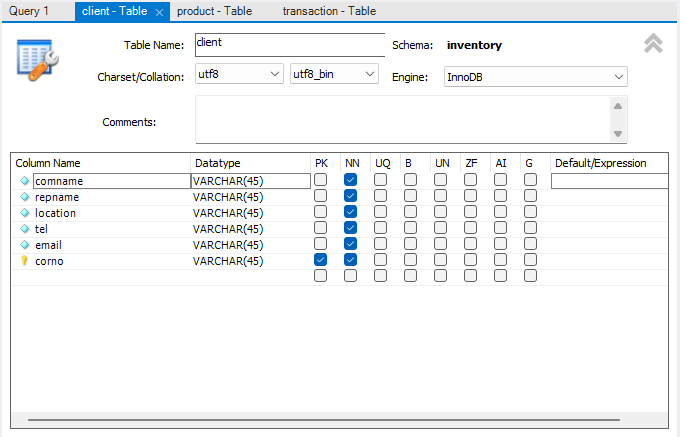 Query 1 client - Table × product - Table transaction - Table
Table Name: client Schema: inventory
Charset/Collation: utf8 utf8_bin Engine: InnoDB
Comments:
Column Name Datatype PK NN UQ B UN ZF AI G Default/Expression
comname VARCHAR(45)
repname VARCHAR(45)
location VARCHAR(45)
tel VARCHAR(45)
email VARCHAR(45)
corno VARCHAR(45)